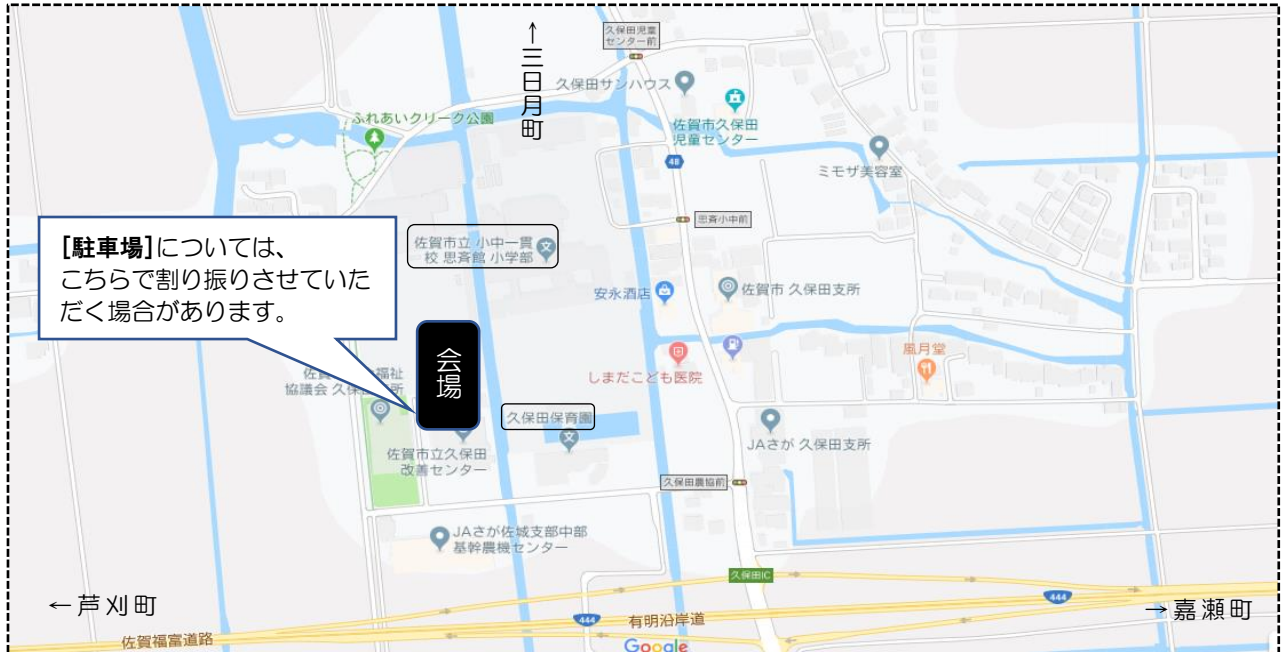 ↑三日月町
久保田児童
センター前
久保田サンハウス
ふれあいクリーク公園
佐賀市久保田
児童センター
48
ミモザ美容室
[駐車場]については、
こちらで割り振りさせていた
だく場合があります。
思斉小中前
佐賀市立 小中一貫
校 思斉館 小学部
安永酒店
佐賀市 久保田支所
会場
しまだこども医院
風月堂
福祉
協議会 久保
久保田保育園
JAさが 久保田支所
佐賀市立久保田
改善センター
久保田農協前
JAさが佐城支部中部
基幹農機センター
久保田IC
←芦刈町
444
444
有明沿岸道
→嘉瀬町
佐賀福富道路
Google